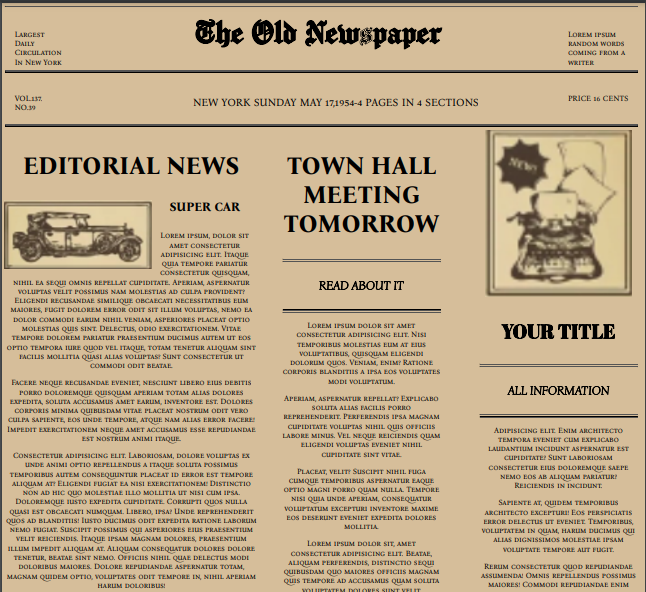 Largest
Daily
Circulation
In New York
The Old Newspaper
Lorem ipsum
random words
coming from a
writer
VOL.137.
NO.39
NEW YORK SUNDAY MAY 17,1954-4 PAGES IN 4 SECTIONS
PRICE 16 CENTS
EDITORIAL NEWS
SUPER CAR
Lorem ipsum, dolor sit
amet consectetur
adipisicing elit. Itaque
quia tempore pariatur
consectetur quisquam,
nihil ea sequi omnis repellat cupiditate. Aperiam, aspernatur
voluptas velit possimus nam molestias ad culpa provident?
Eligendi recusandae similique obcaecati necessitatibus eum
maiores, fugit dolorem error odit sit illum voluptas, nemo ea
dolor commodi earum nihil veniam, asperiores placeat optio
molestias quis sint. Delectus, odio exercitationem. Vitae
tempore dolorem pariatur praesentium ducimus autem ut eos
optio tempora iure quod vel itaque, totam tenetur aliquam sint
facilis mollitia quasi alias voluptas! Sunt consectetur ut
commodi odit beatae.
Facere neque recusandae eveniet, nesciunt libero eius debitis
porro doloremque quisquam aperiam totam alias dolores
expedita, soluta accusamus amet earum, inventore est. Dolores
corporis minima quibusdam vitae placeat nostrum odit vero
culpa sapiente, eos unde tempore, atque nam alias error facere!
Impedit exercitationem neque amet accusamus esse repudiandae
est nostrum animi itaque.
Consectetur adipisicing elit. Laboriosam, dolore voluptas ex
unde animi optio repellendus a itaque soluta possimus
temporibus autem consequuntur placeat id error est tempore
aliquam at? Eligendi fugiat ea nisi exercitationem! Distinctio
non ad hic quo molestiae illo mollitia ut nisi cum ipsa.
Doloremque iusto voluptate cupiditate. Corrupti quos nulla
quasi est obcaecati numquam. Libero, ipsa! Unde reprehenderit
quos ad blanditiis! Iusto ducimus odit expedita ratione laborum
nemo fugiat. Suscipit possimus qui asperiores eius praesentium
velit reiciendis. Itaque ipsam magnam dolores, praesentium
illum impedit aliquam at. Aliquam consequatur dolores dolore
tenetur, beatae sint nemo. Officiis nihil quae delectus modi
doloribus maiores. Dolore repudiandae aspernatur totam,
magnam quidem optio, voluptates odit tempore in, nihil aperiam
harum doloribus!
TOWN HALL
MEETING
TOMORROW
READ ABOUT IT
Lorem ipsum dolor sit amet
consectetur adipisicing elit. Nisi
temporibus molestias eum at eius
voluptatibus, quisquam eligendi
dolorum quos. Veniam, enim? Ratione
corporis blanditiis a ipsa eos voluptates
modi voluptatum.
Aperiam, aspernatur repellat? Explicabo
soluta alias facilis porro
reprehenderit. Perferendis ipsa magnam
cupiditate voluptas nihil quis officiis
labore minus. Vel neque reiciendis quam
eligendi voluptas eveniet nihil
cupiditate sint vitae.
Placeat, velit? Suscipit nihil fuga
cumque temporibus aspernatur eaque
optio magni porro quam nulla. Tempore
nisi quia unde aperiam, consequatur
voluptatum excepturi inventore maxime
eos deserunt eveniet expedita dolores
mollitia.
Lorem ipsum dolor sit, amet
consectetur adipisicing elit. Beatae,
aliquam perferendis, distinctio sequi
quibusdam quo maiores id earum magnam
quis tempore ad accusamus quam soluta
NEWS
YOUR TITLE
ALL INFORMATION
Adipisicing elit. Enim architecto
tempora eveniet cum explicabo
laudantium incidunt aspernatur est
cupiditate! Sunt laboriosam
consectetur eius doloremque saepe
nemo eos ab aliquam pariatur?
Reiciendis in incidunt.
Sapiente at, quidem temporibus
architecto excepturi! Eos perspiciatis
error delectus ut eveniet. Temporibus,
voluptatem in quam, harum ducimus qui
alias dignissimos molestiae ipsam
voluptate tempore aut fugit.
Rerum consectetur quod repudiandae
assumenda! Omnis repellendus possimus
voluptates quo ad repudiandae enim